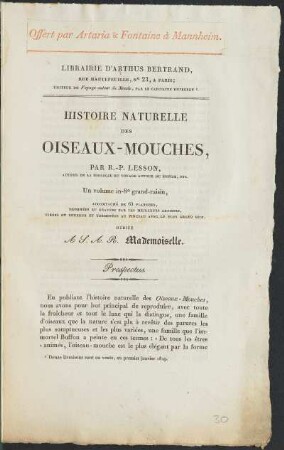 Offert par Artaria & Fontaine à Mannheim.
LIBRAIRIE D'ARTHUS BERTRAND,
RUE HAUTEFEUILLE, nº 23, A PARIS;
HISTOIRE NATURELLE
DES
OISEAUX-MOUCHES,
PAR R.-P. LESSON,
Un volume in-8º grand-raisin,
DÉDIÉE
A S. A. R. Mademoiselle.
Prospectus
En publiant l'histoire naturelle des Oiseaux-Mouches,
nous avons pour but principal de reproduire, avec toute
la fraîcheur et tout le luxe qui la distingue, une famille
d'oiseaux que la nature s'est plu à revêtir des parures les
plus somptueuses et les plus variées, une famille que l'im-
mortel Buffon a peinte en ces termes : « De tous les êtres
« animés, l'oiseau-mouche est le plus élégant par la forme
30